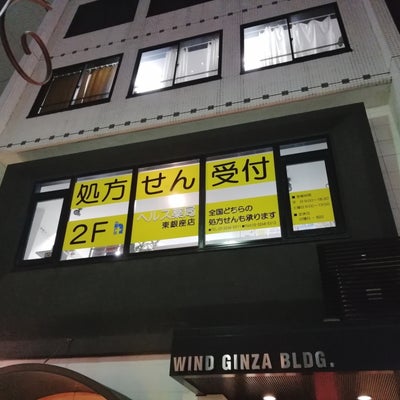 処方せん受付
2F
ヘルメ薬局
東銀座店
全国どちらの
処方せんも承ります
WIND GINZA BLDG.